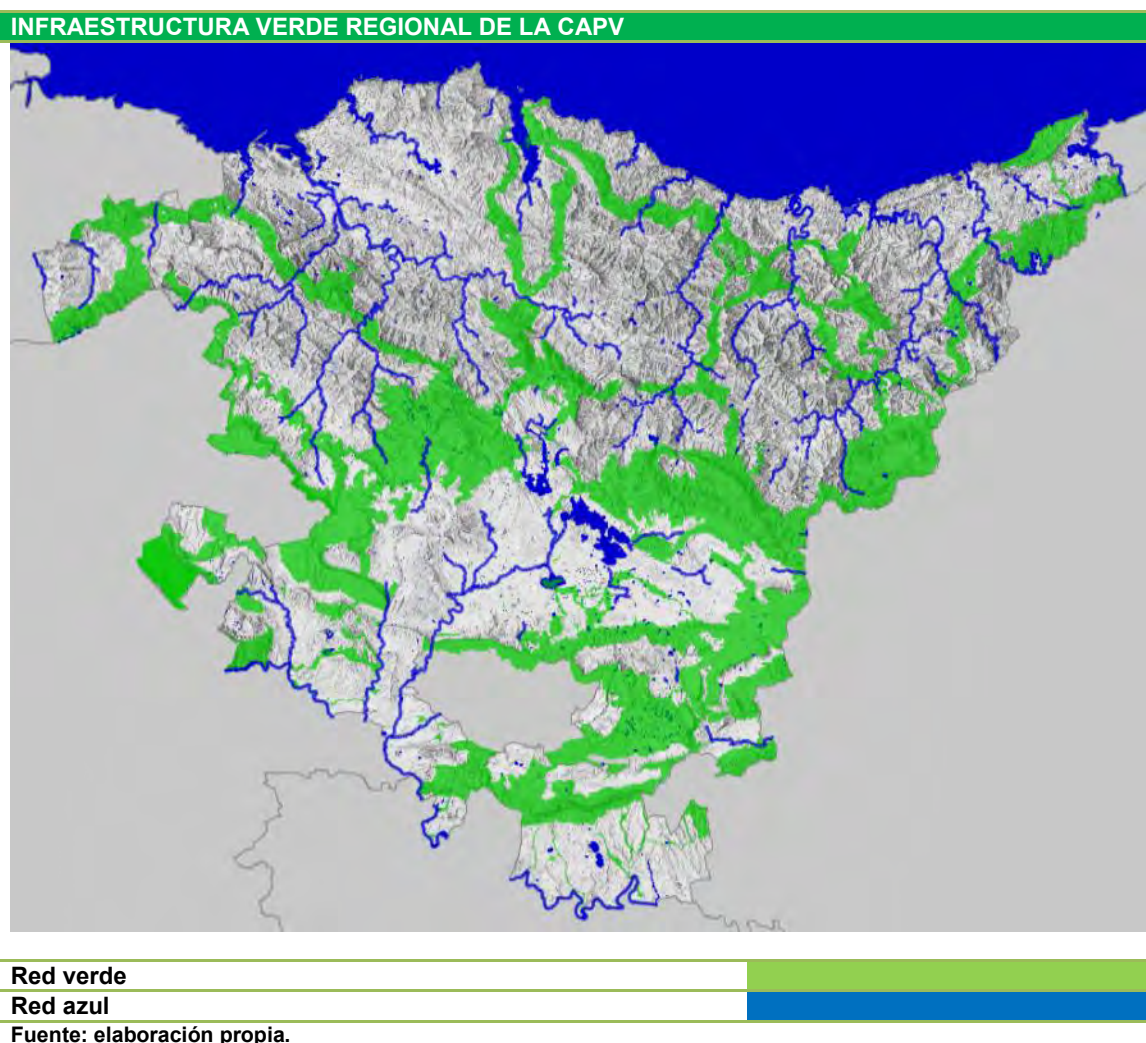 INFRAESTRUCTURA VERDE REGIONAL DE LA CAPV
Red verde
Red azul
Fuente: elaboración propia.